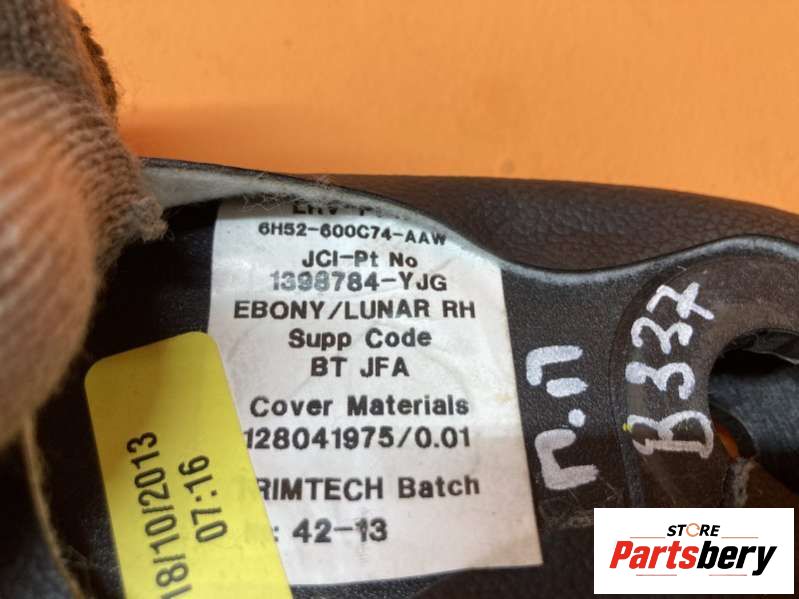 6H52-600C74-AAW
JCI-Pt No
1398784-YJG
EBONY/LUNAR RH
Supp Code
BT JFA
Cover Materials
128041975/0.01
Batch
42-13
18/10/2013
07:16
п.п
B337
STORE
Partsbery